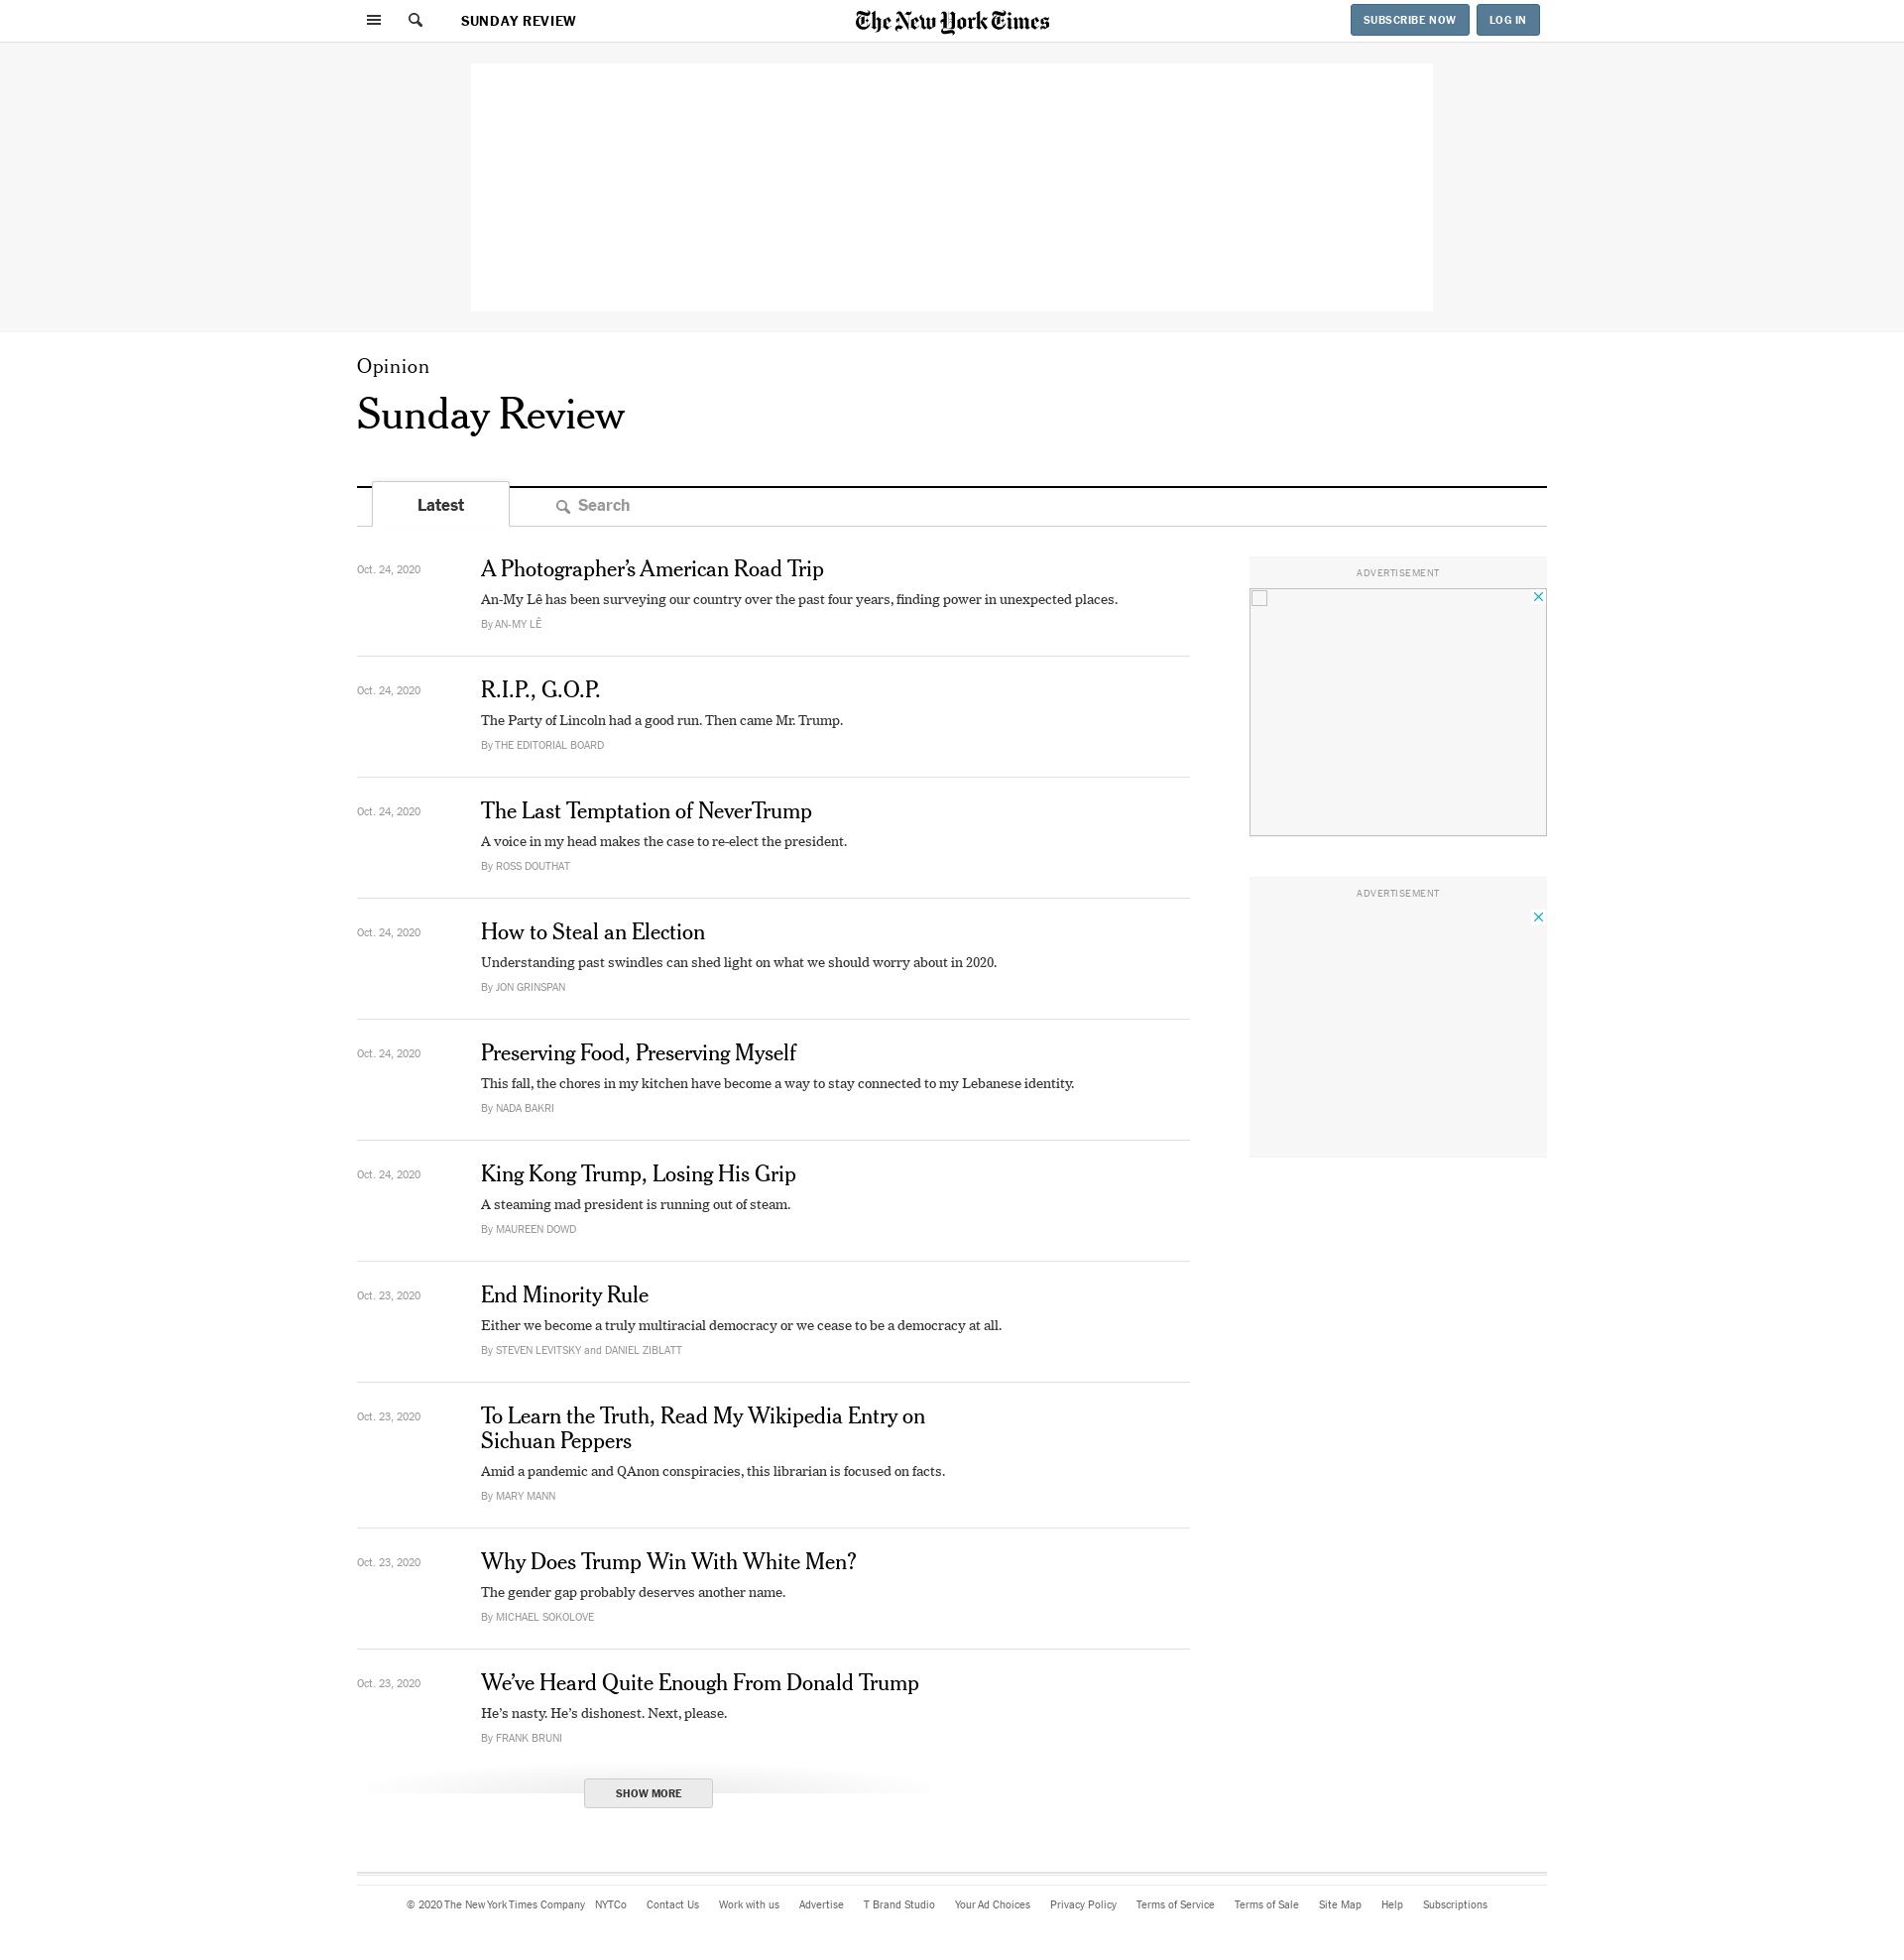 SUNDAY REVIEW
The New York Times
SUBSCRIBE NOW
LOG IN
Opinion
Sunday Review
Latest
Search
Oct. 24, 2020
A Photographer’s American Road Trip
An-My Lê has been surveying our country over the past four years, finding power in unexpected places.
By AN-MY LÊ
Oct. 24, 2020
R.I.P., G.O.P.
The Party of Lincoln had a good run. Then came Mr. Trump.
By THE EDITORIAL BOARD
Oct. 24, 2020
The Last Temptation of NeverTrump
A voice in my head makes the case to re-elect the president.
By ROSS DOUTHAT
Oct. 24, 2020
How to Steal an Election
Understanding past swindles can shed light on what we should worry about in 2020.
By JON GRINSPAN
Oct. 24, 2020
Preserving Food, Preserving Myself
This fall, the chores in my kitchen have become a way to stay connected to my Lebanese identity.
By NADA BAKRI
Oct. 24, 2020
King Kong Trump, Losing His Grip
A steaming mad president is running out of steam.
By MAUREEN DOWD
Oct. 23, 2020
End Minority Rule
Either we become a truly multiracial democracy or we cease to be a democracy at all.
By STEVEN LEVITSKY and DANIEL ZIBLATT
Oct. 23, 2020
To Learn the Truth, Read My Wikipedia Entry on
Sichuan Peppers
Amid a pandemic and QAnon conspiracies, this librarian is focused on facts.
By MARY MANN
Oct. 23, 2020
Why Does Trump Win With White Men?
The gender gap probably deserves another name.
By MICHAEL SOKOLOVE
Oct. 23, 2020
We’ve Heard Quite Enough From Donald Trump
He’s nasty. He’s dishonest. Next, please.
By FRANK BRUNI
SHOW MORE
ADVERTISEMENT
ADVERTISEMENT
© 2020 The New York Times Company NYTCo Contact Us Work with us Advertise T Brand Studio Your Ad Choices Privacy Policy Terms of Service Terms of Sale Site Map Help Subscriptions